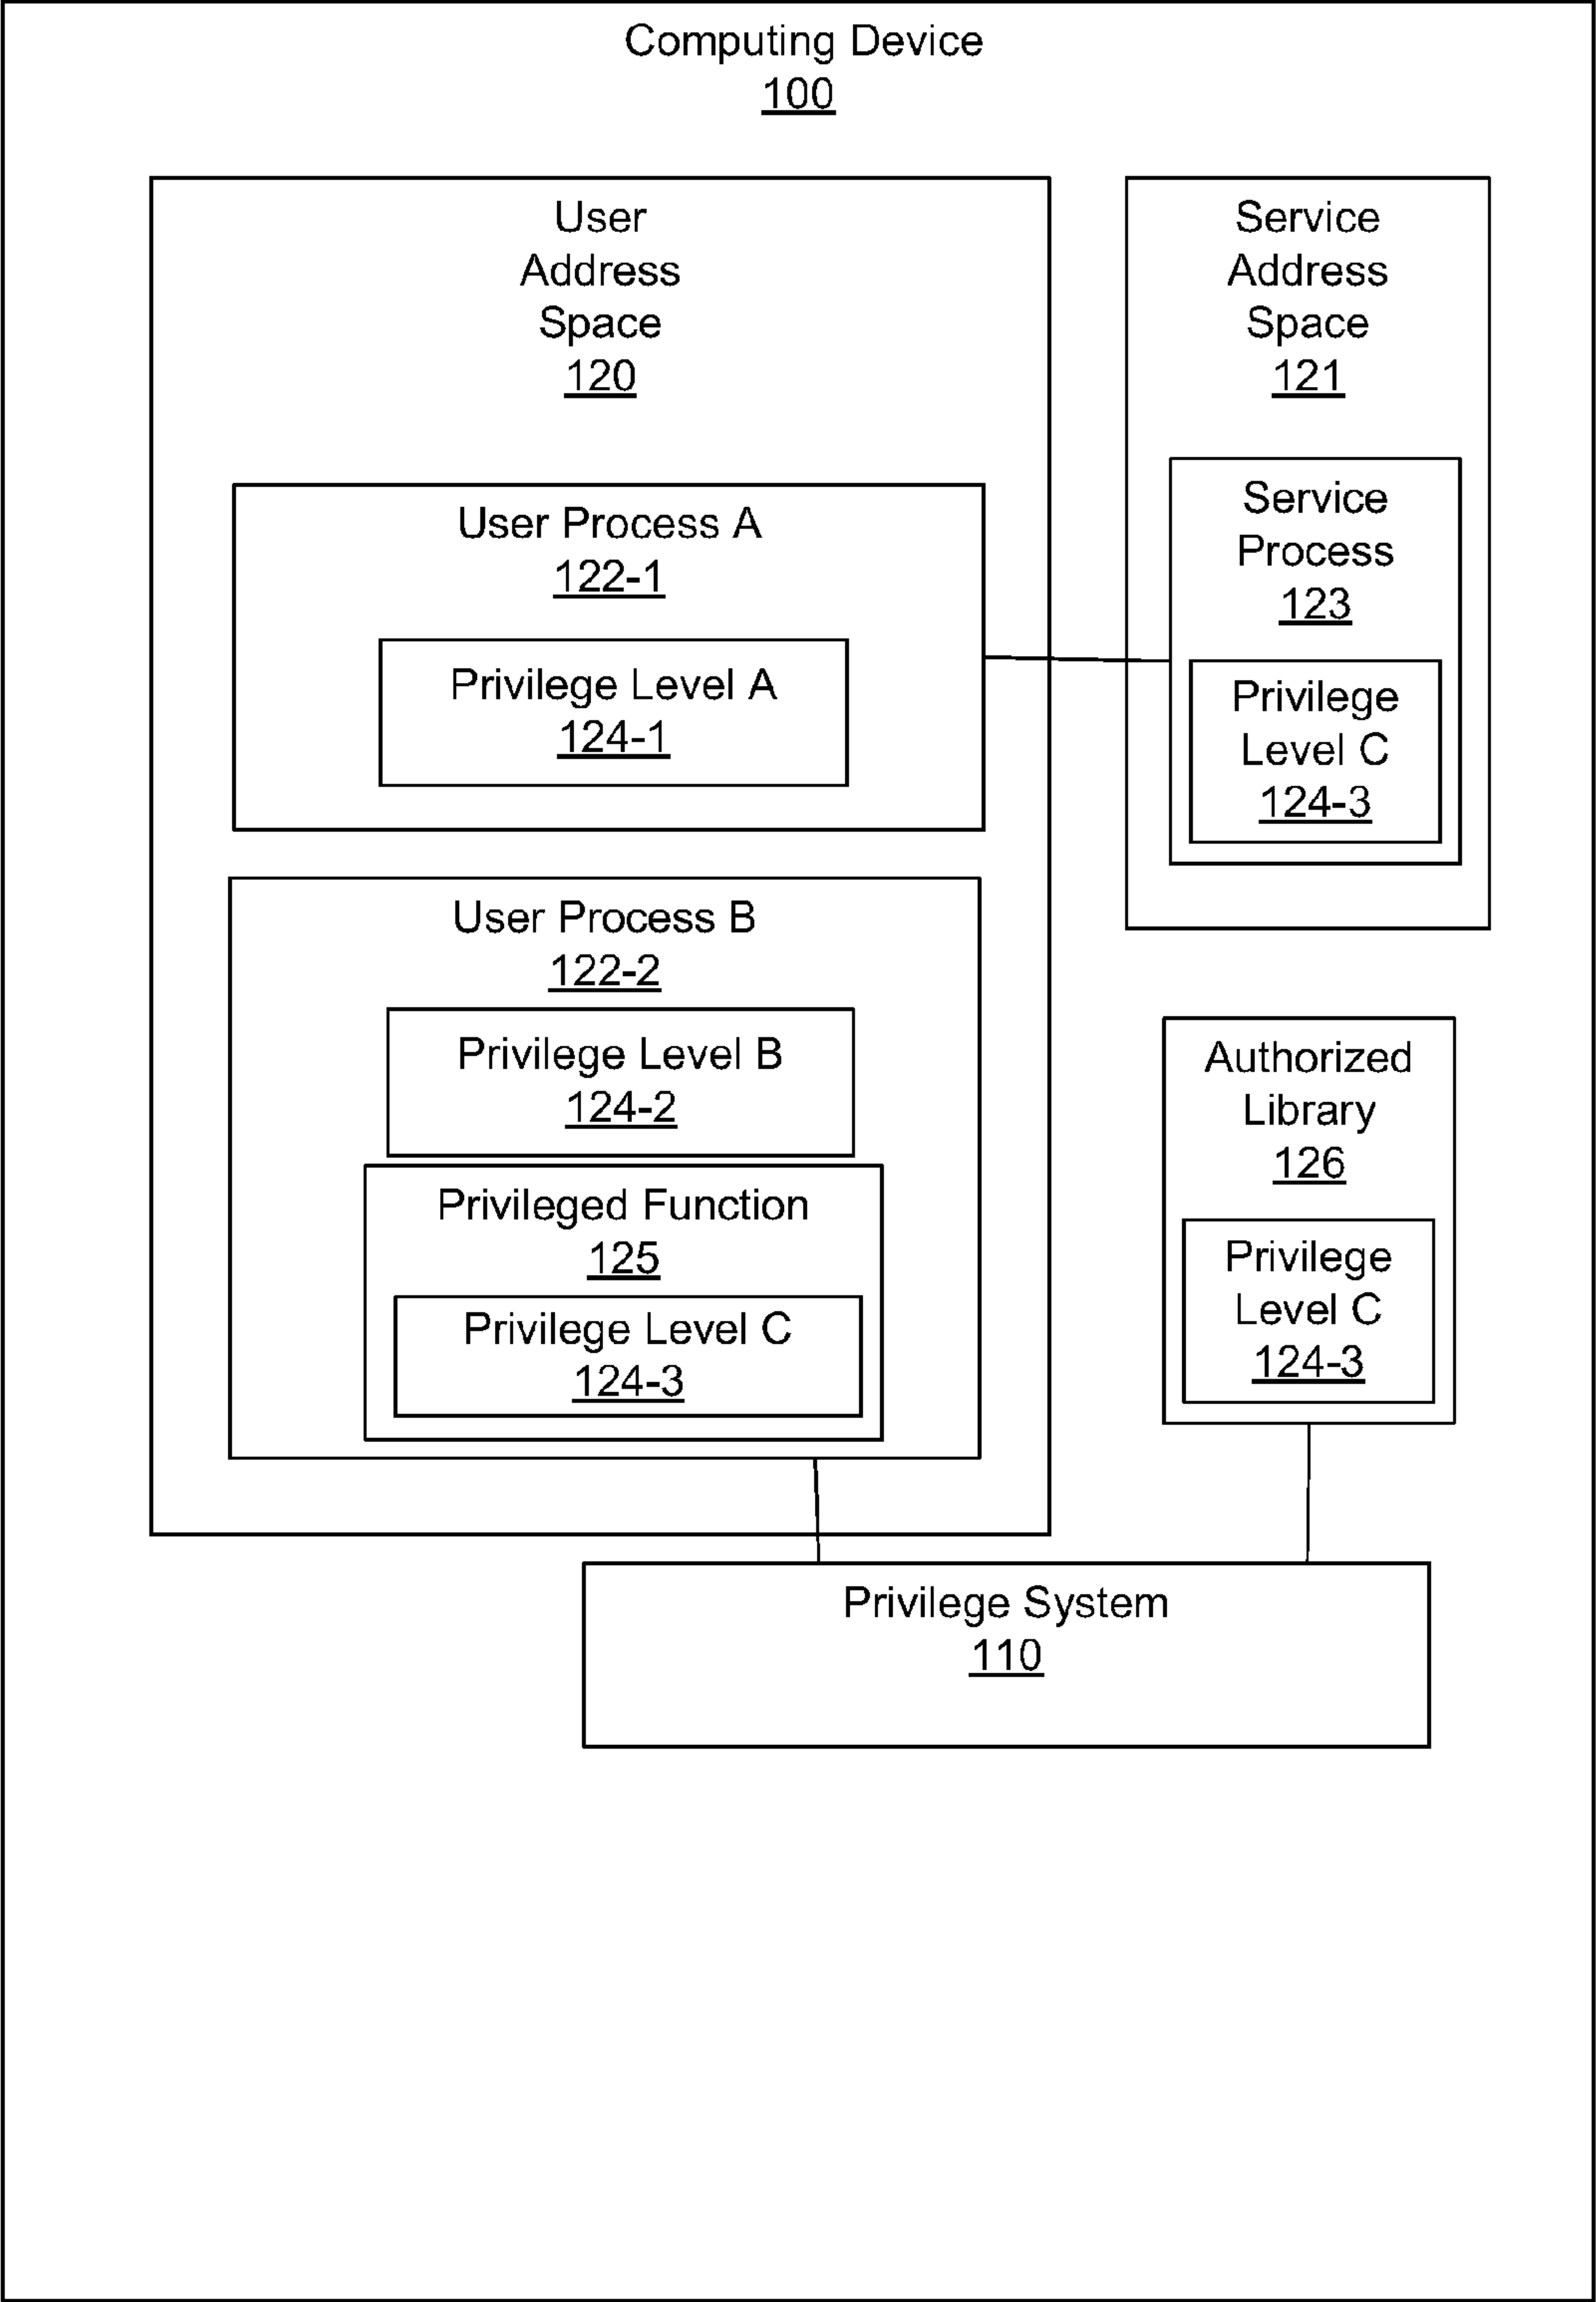 Computing Device
100
User
Address
Space
120
User Process A
122-1
Privilege Level A
124-1
User Process B
122-2
Privilege Level B
124-2
Privileged Function
125
Privilege Level C
124-3
Service
Address
Space
121
Service
Process
123
Privilege
Level C
124-3
Authorized
Library
126
Privilege
Level C
124-3
Privilege System
110